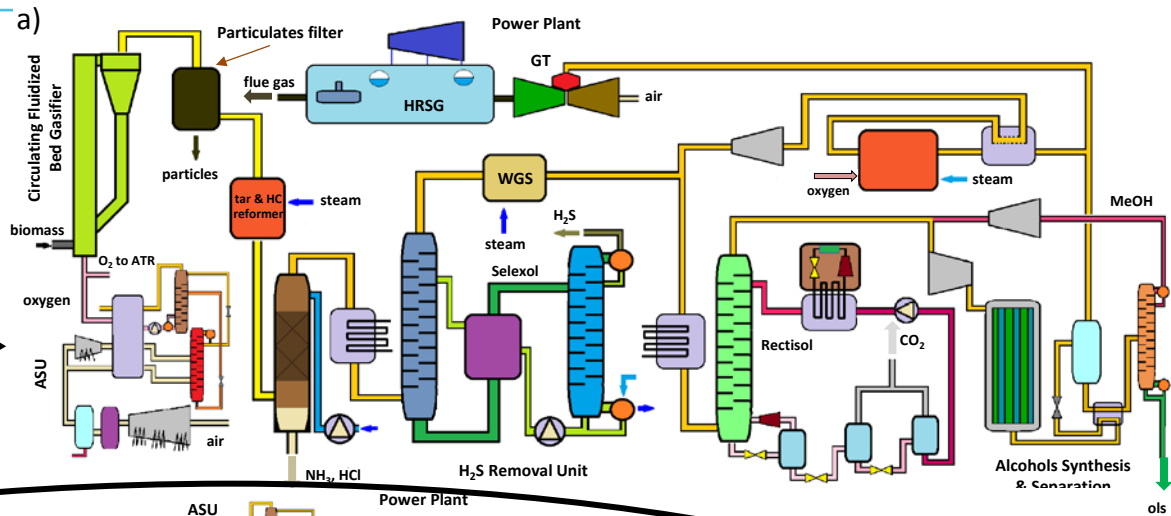 a)
Circulating Fluidized
Bed Gasifier
Particulates filter
Power Plant
GT
flue gas
HRSG
air
particles
tar & HC
reformer
steam
WGS
steam
oxygen
steam
MeOH
biomass
O₂ to ATR
oxygen
ASU
air
H₂S
Selexol
Rectisol
CO₂
NH₃, HCl
H₂S Removal Unit
Alcohols Synthesis
& Separation
Power Plant
ASU
ols